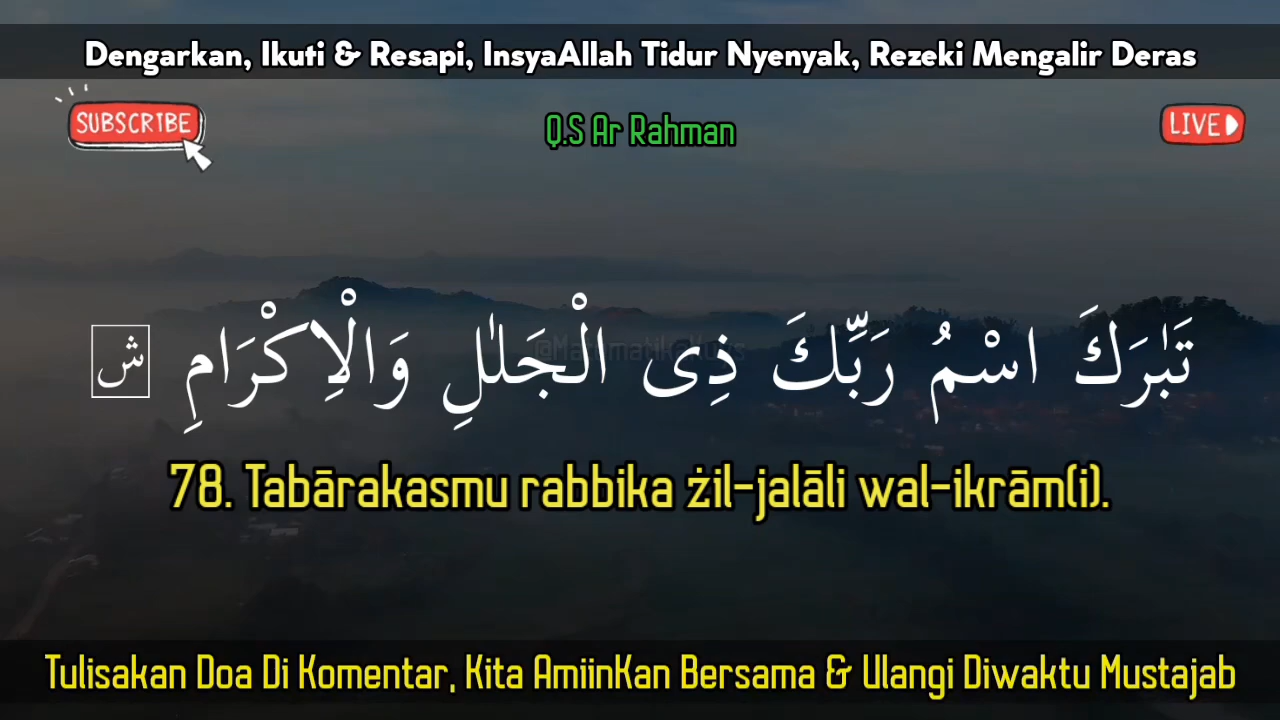 Dengarkan, Ikuti & Resapi, InsyaAllah Tidur Nyenyak, Rezeki Mengalir Deras
SUBSCRIBE
Q.S Ar Rahman
LIVE
تَبٰرَكَ اسْمُ رَبِّكَ ذِى الْجَلٰلِ وَالْاِكْرَامِ ش
78. Tabārakasmu rabbika żil-jalāli wal-ikrām(i).
Tulisakan Doa Di Komentar, Kita AmiinKan Bersama & Ulangi Diwaktu Mustajab